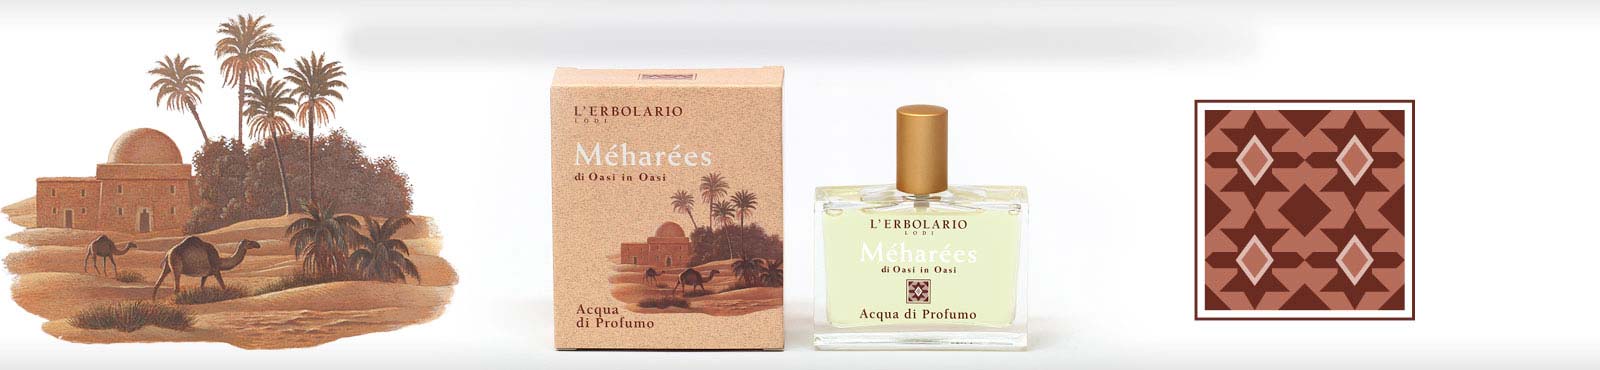 L'ERBOLARIO
LODI
Méharées
di Oasi in Oasi
Acqua
di Profumo
L'ERBOLARIO
LODI
Méharées
di Oasi in Oasi
Acqua di Profumo